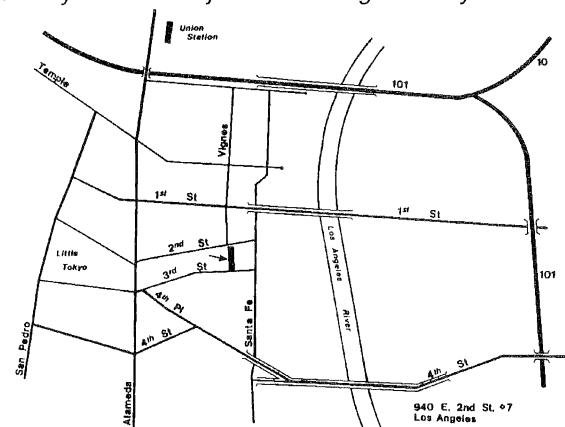 Union
Station
Temple
10
101
Vignes
1st St
1st St
2nd St
Little
Tokyo
3rd St
Los Angeles River
101
4th Pl
4th St
San Pedro
Alameda
Santa Fe
4th St
940 E. 2nd St. #7
Los Angeles